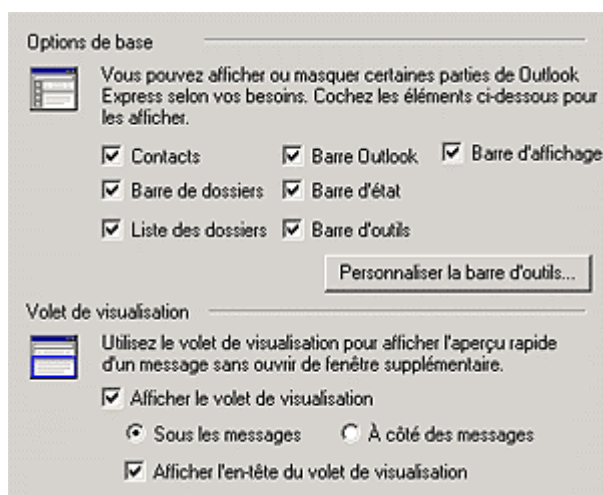 Options de base
Vous pouvez afficher ou masquer certaines parties de Outlook
Express selon vos besoins. Cochez les éléments ci-dessous pour
les afficher.
Contacts Barre Outlook Barre d'affichage
Barre de dossiers Barre d'état
Liste des dossiers Barre d'outils
Personnaliser la barre d'outils...
Volet de visualisation
Utilisez le volet de visualisation pour afficher l'aperçu rapide
d'un message sans ouvrir de fenêtre supplémentaire.
Afficher le volet de visualisation
Sous les messages À côté des messages
Afficher l'en-tête du volet de visualisation